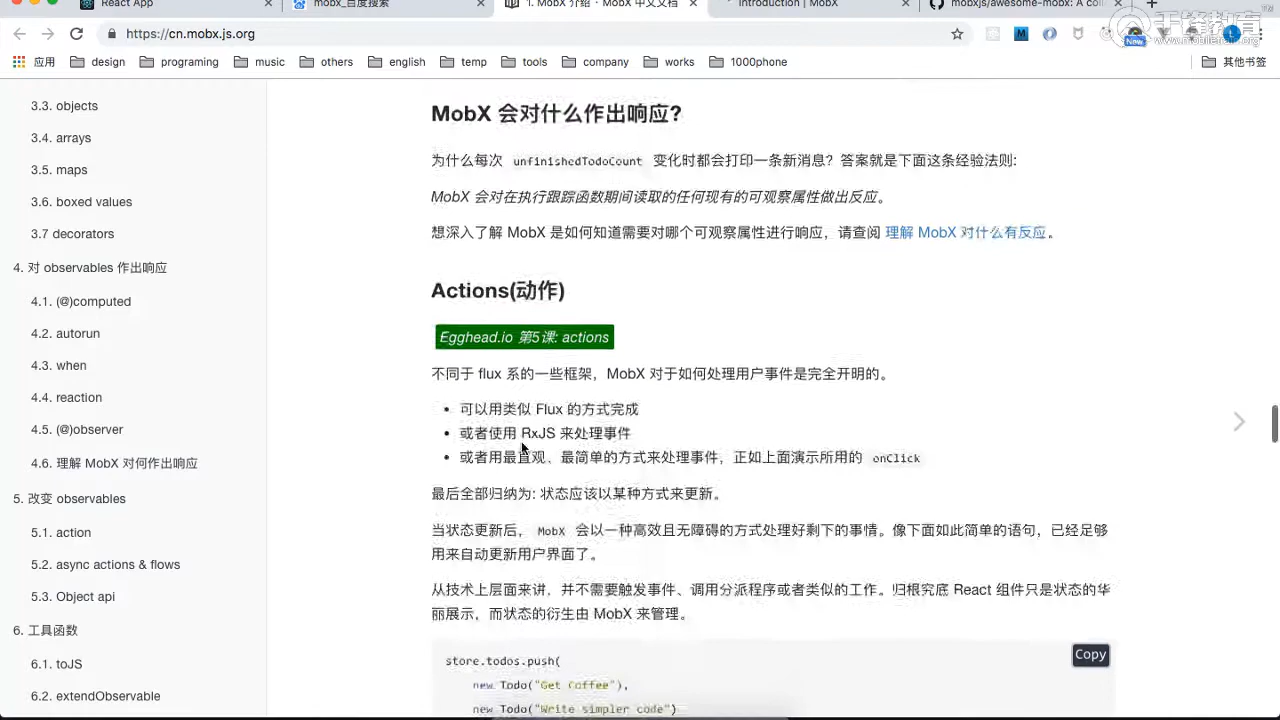 React App
mobx_百度搜索
1. MobX 介绍 · MobX 中文文档
Introduction | MobX
mobxjs/awesome-mobx: A coll
千锋教育
www.mobiletrain.org
https://cn.mobx.js.org
New
应用
design
programing
music
others
english
temp
tools
company
works
1000phone
其他书签
3.3. objects
3.4. arrays
3.5. maps
3.6. boxed values
3.7 decorators
4. 对 observables 作出响应
4.1. (@)computed
4.2. autorun
4.3. when
4.4. reaction
4.5. (@)observer
4.6. 理解 MobX 对何作出响应
5. 改变 observables
5.1. action
5.2. async actions & flows
5.3. Object api
6. 工具函数
6.1. toJS
6.2. extendObservable
MobX 会对什么作出响应?
为什么每次 unfinishedTodoCount 变化时都会打印一条新消息？答案就是下面这条经验法则:
MobX 会对在执行跟踪函数期间读取的任何现有的可观察属性做出反应。
想深入了解 MobX 是如何知道需要对哪个可观察属性进行响应，请查阅 理解 MobX 对什么有反应。
Actions(动作)
Egghead.io 第5课: actions
不同于 flux 系的一些框架，MobX 对于如何处理用户事件是完全开明的。
• 可以用类似 Flux 的方式完成
• 或者使用 RxJS 来处理事件
• 或者用最直观、最简单的方式来处理事件，正如上面演示所用的 onClick
最后全部归纳为: 状态应该以某种方式来更新。
当状态更新后， MobX 会以一种高效且无障碍的方式处理好剩下的事情。像下面如此简单的语句，已经足够
用来自动更新用户界面了。
从技术上层面来讲，并不需要触发事件、调用分派程序或者类似的工作。归根究底 React 组件只是状态的华
丽展示，而状态的衍生由 MobX 来管理。
Copy
store.todos.push(
new Todo("Get Coffee"),
new Todo("Write simpler code")